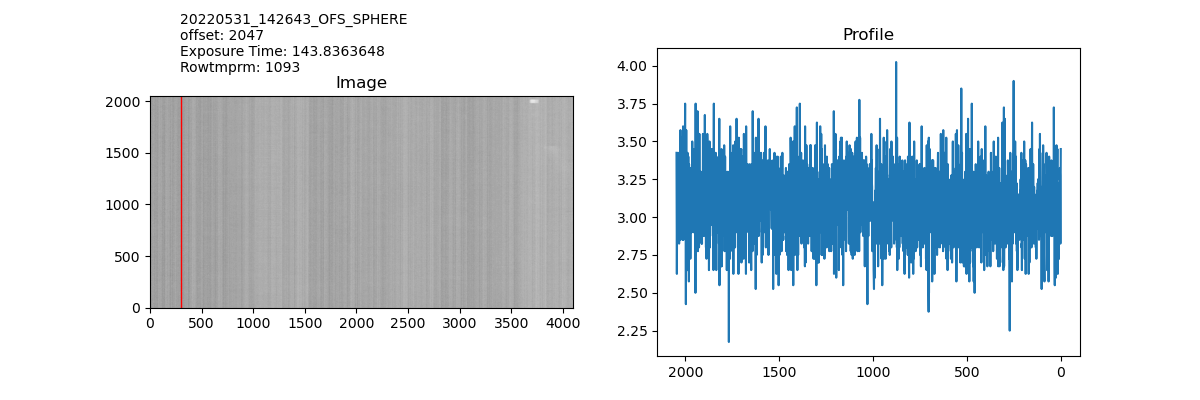 20220531_142643_OFS_SPHERE
offset: 2047
Exposure Time: 143.8363648
Rowtmprm: 1093
Image
2000
1500
1000
500
0
0 500 1000 1500 2000 2500 3000 3500 4000
Profile
4.00
3.75
3.50
3.25
3.00
2.75
2.50
2.25
2000 1500 1000 500 0